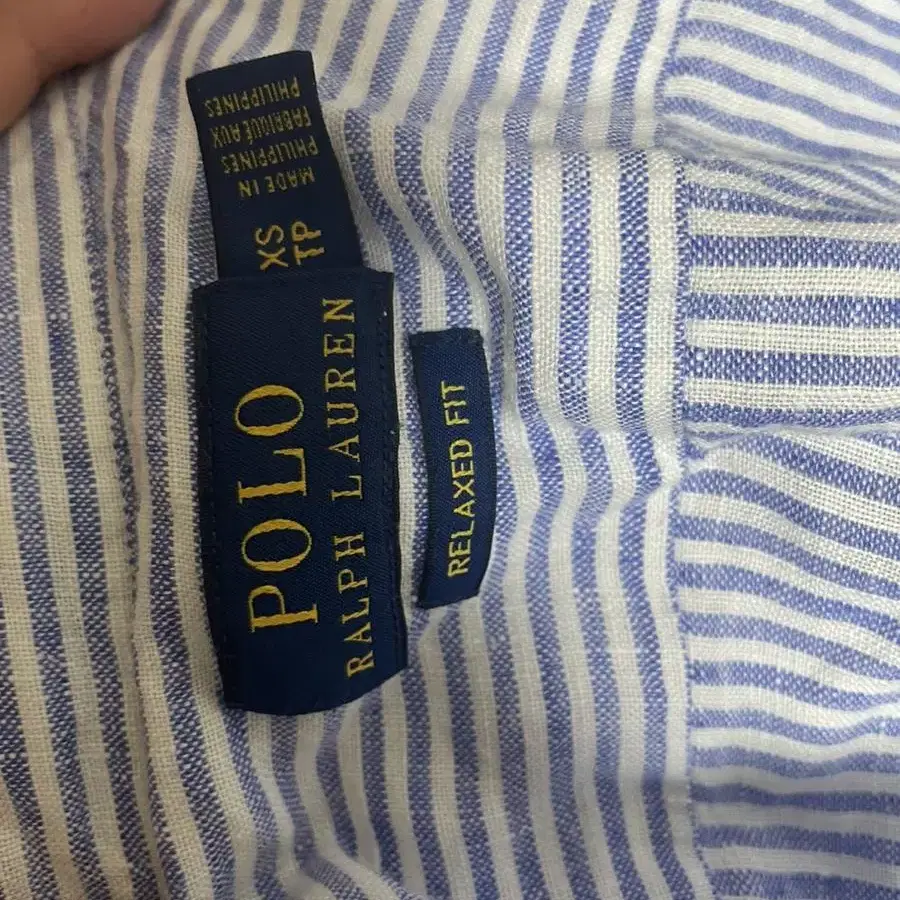 POLO
RALPH LAUREN
XS
TP
MADE IN
PHILIPPINES
FABRIQUÉ AUX
PHILIPPINES
RELAXED FIT